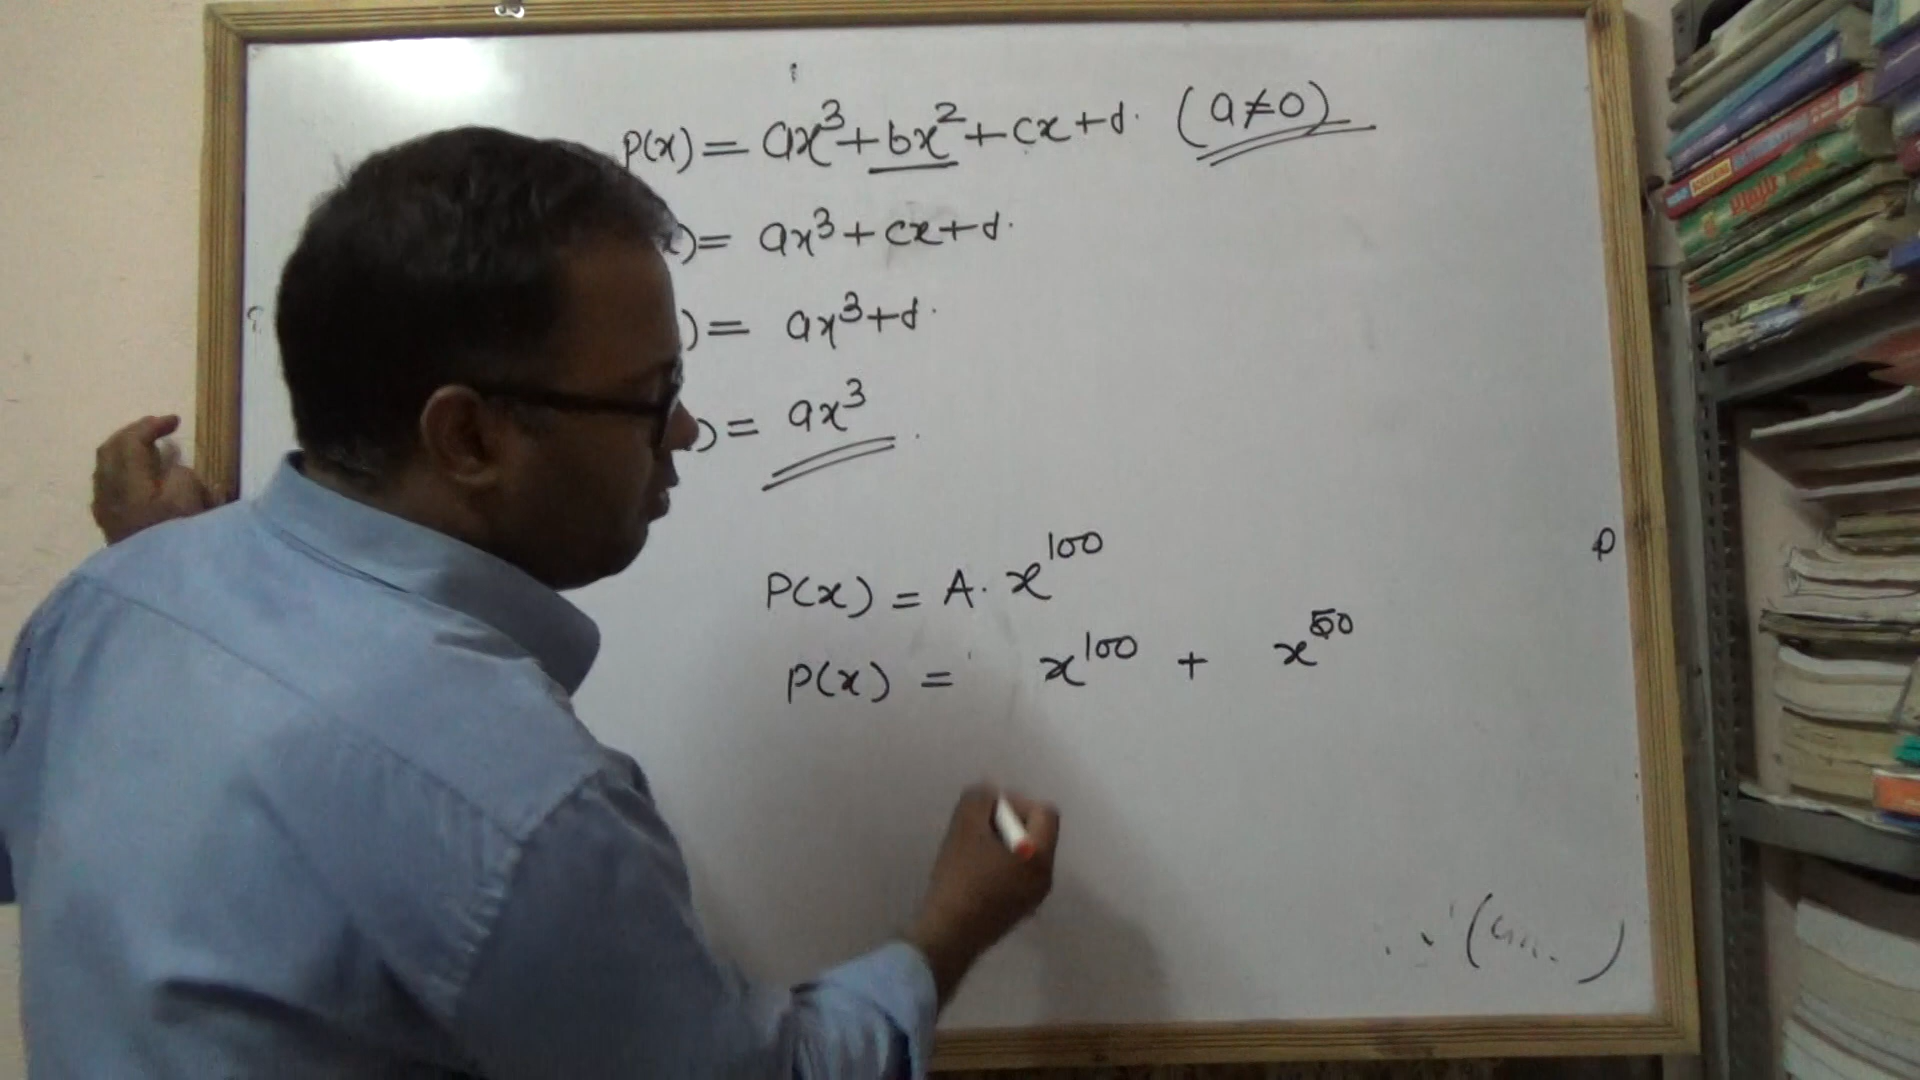 P(x) = ax³ + bx² + cx + d. (a≠0)
x) = ax³ + cx + d.
) = ax³ + d.
) = ax³.
P(x) = A. x¹⁰⁰
P(x) = x¹⁰⁰ + x⁵⁰